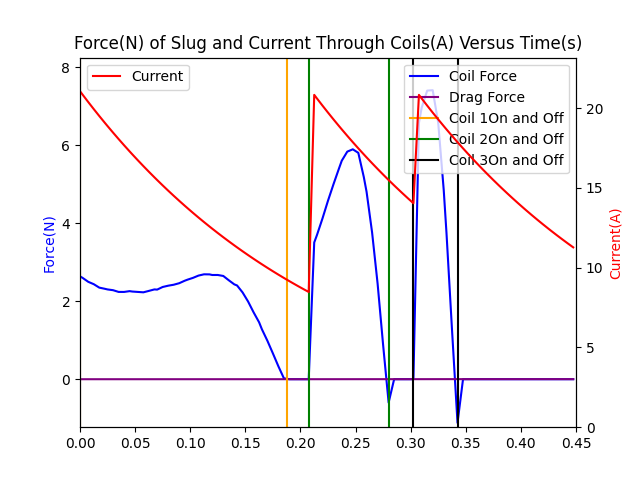 Force(N) of Slug and Current Through Coils(A) Versus Time(s)
Current
Coil Force
Drag Force
Coil 1On and Off
Coil 2On and Off
Coil 3On and Off
8
6
4
2
0
Force(N)
20
15
10
5
0
Current(A)
0.00 0.05 0.10 0.15 0.20 0.25 0.30 0.35 0.40 0.45